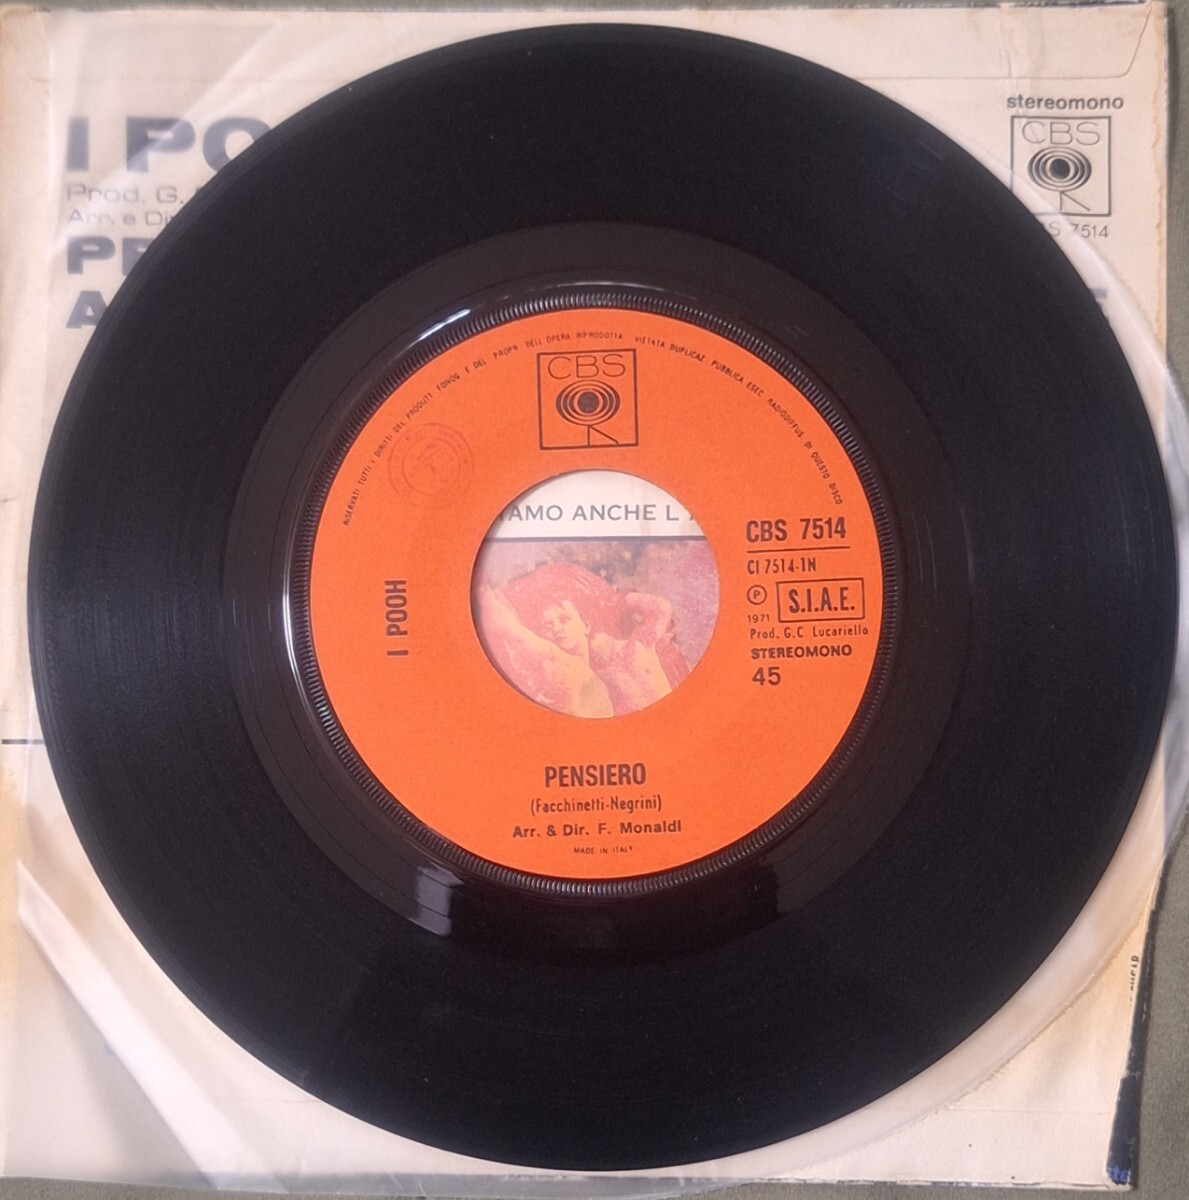 stereomono
CBS
7514
I PO
Prod. G.
Arr. e Di
PE
A
RISERVATI TUTTI I DIRITTI DEL PRODUTT FONOG E DEL PROPR DELL OPERA RIPRODOTTA VIETATA DUPLICAZ PUBBLICA ESEC RADIODIFFUS DI QUESTO DISCO
CBS
AMO ANCHE L
I POOH
CBS 7514
CI 7514-1N
P 1971
S.I.A.E.
Prod. G.C Lucariello
STEREOMONO
45
PENSIERO
(Facchinetti-Negrini)
Arr. & Dir. F. Monaldi
MADE IN ITALY